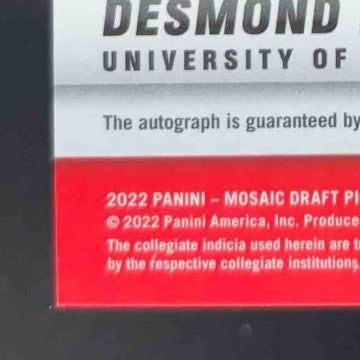 DESMOND
UNIVERSITY OF
The autograph is guaranteed by
2022 PANINI – MOSAIC DRAFT PI
© 2022 Panini America, Inc. Produce
The collegiate indicia used herein are t
by the respective collegiate institutions